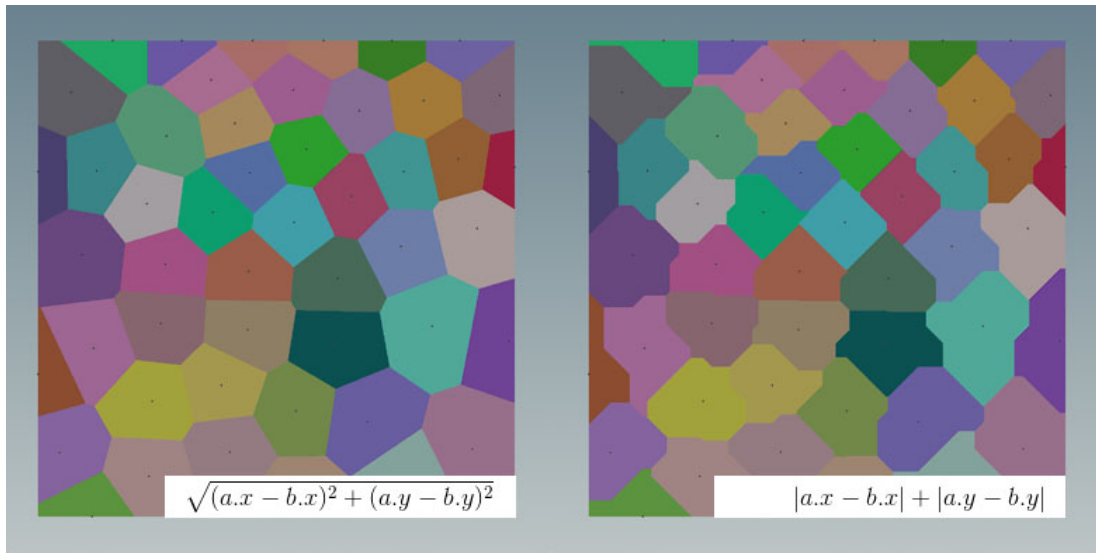 √(a.x − b.x)² + (a.y − b.y)²
|a.x − b.x| + |a.y − b.y|